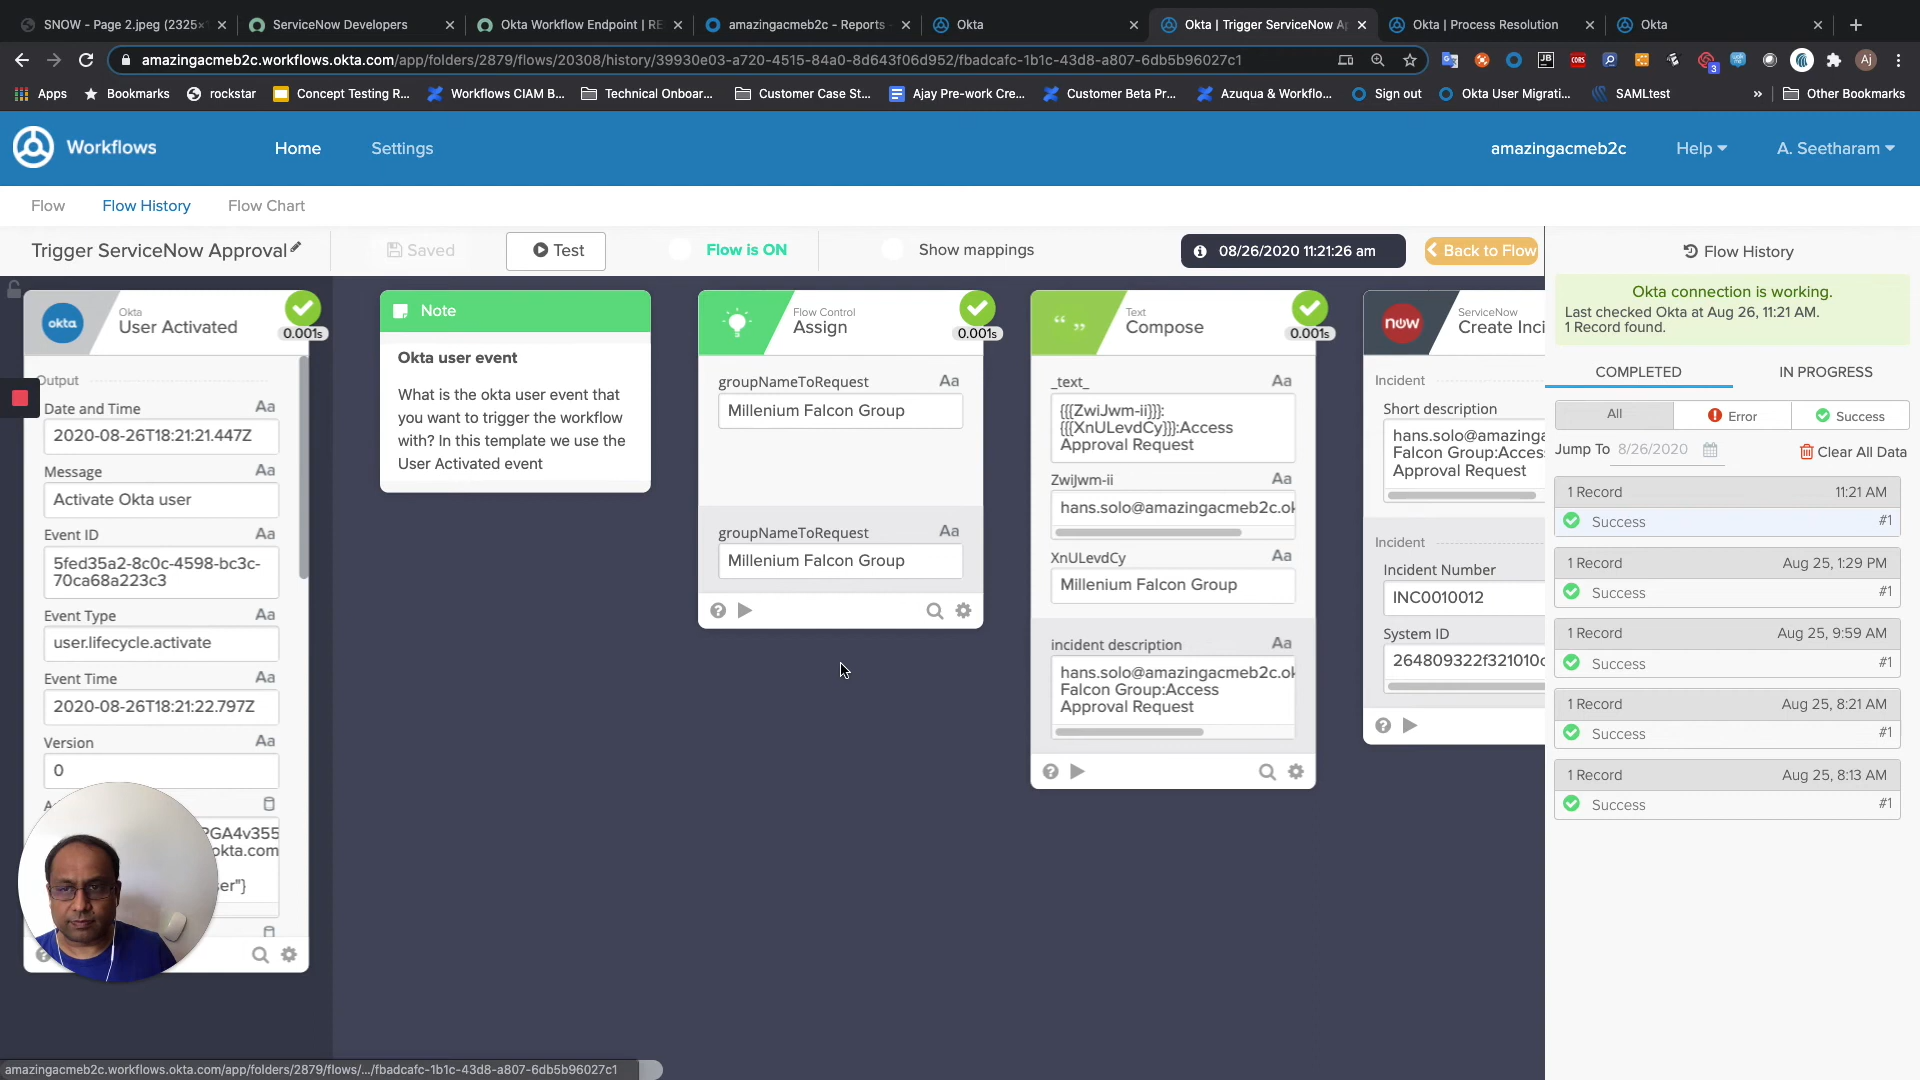 SNOW - Page 2.jpeg (2325×
ServiceNow Developers
Okta Workflow Endpoint | RE
amazingacmeb2c - Reports
Okta
Okta | Trigger ServiceNow A
Okta | Process Resolution
Okta
amazingacmeb2c.workflows.okta.com/app/folders/2879/flows/20308/history/39930e03-a720-4515-84a0-8d643f06d952/fbadcafc-1b1c-43d8-a807-6db5b96027c1
Apps
Bookmarks
rockstar
Concept Testing R...
Workflows CIAM B...
Technical Onboar...
Customer Case St...
Ajay Pre-work Cre...
Customer Beta Pr...
Azuqua & Workflo...
Sign out
Okta User Migrati...
SAMLtest
»
Other Bookmarks
Workflows
Home
Settings
amazingacmeb2c
Help
A. Seetharam
Flow
Flow History
Flow Chart
Trigger ServiceNow Approval
Saved
Test
Flow is ON
Show mappings
08/26/2020 11:21:26 am
Back to Flow
Flow History
okta
Okta
User Activated
0.001s
Output
Date and Time
Aa
2020-08-26T18:21:21.447Z
Message
Aa
Activate Okta user
Event ID
Aa
5fed35a2-8c0c-4598-bc3c-
70ca68a223c3
Event Type
Aa
user.lifecycle.activate
Event Time
Aa
2020-08-26T18:21:22.797Z
Version
Aa
0
PGA4v355
okta.com
ser"}
Note
Okta user event
What is the okta user event that
you want to trigger the workflow
with? In this template we use the
User Activated event
Flow Control
Assign
0.001s
groupNameToRequest
Aa
Millenium Falcon Group
groupNameToRequest
Aa
Millenium Falcon Group
Text
Compose
0.001s
_text_
Aa
{{{ZwiJwm-ii}}}:
{{{XnULevdCy}}}:Access
Approval Request
ZwiJwm-ii
Aa
hans.solo@amazingacmeb2c.ok
XnULevdCy
Aa
Millenium Falcon Group
incident description
Aa
hans.solo@amazingacmeb2c.ok
Falcon Group:Access
Approval Request
now
ServiceNow
Create Inci
Incident
Short description
hans.solo@amazinga
Falcon Group:Acces
Approval Request
Incident
Incident Number
INC0010012
System ID
264809322f321010c
Okta connection is working.
Last checked Okta at Aug 26, 11:21 AM.
1 Record found.
COMPLETED
IN PROGRESS
All
Error
Success
Jump To
8/26/2020
Clear All Data
1 Record
11:21 AM
Success
#1
1 Record
Aug 25, 1:29 PM
Success
#1
1 Record
Aug 25, 9:59 AM
Success
#1
1 Record
Aug 25, 8:21 AM
Success
#1
1 Record
Aug 25, 8:13 AM
Success
#1
amazingacmeb2c.workflows.okta.com/app/folders/2879/flows/.../fbadcafc-1b1c-43d8-a807-6db5b96027c1